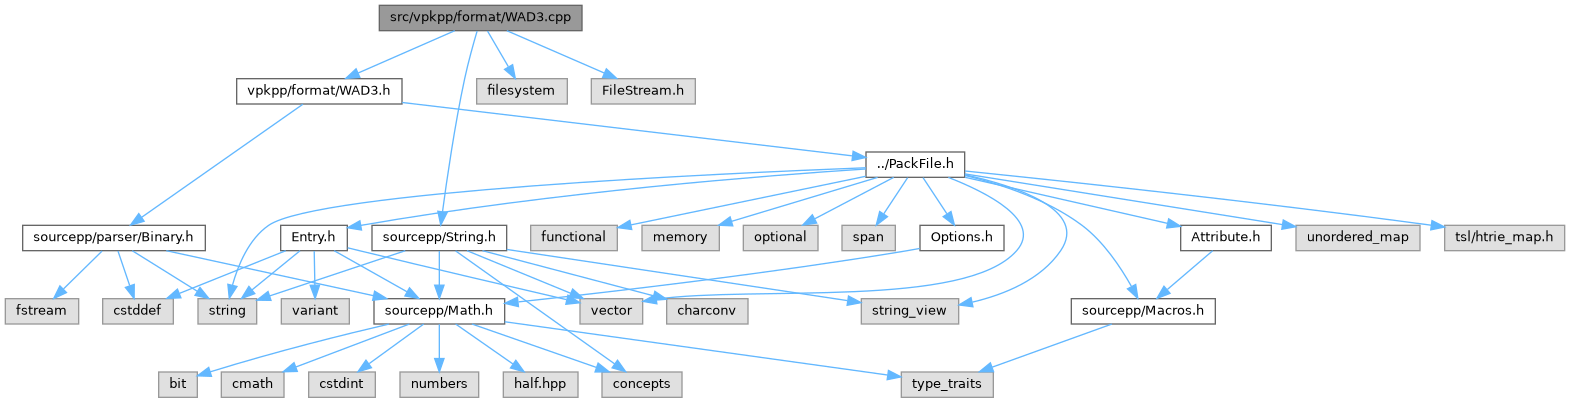 src/vpkpp/format/WAD3.cpp
vpkpp/format/WAD3.h
filesystem
FileStream.h
../PackFile.h
sourcepp/parser/Binary.h
Entry.h
sourcepp/String.h
functional
memory
optional
span
Options.h
Attribute.h
unordered_map
tsl/htrie_map.h
fstream
cstddef
string
variant
sourcepp/Math.h
vector
charconv
string_view
sourcepp/Macros.h
bit
cmath
cstdint
numbers
half.hpp
concepts
type_traits